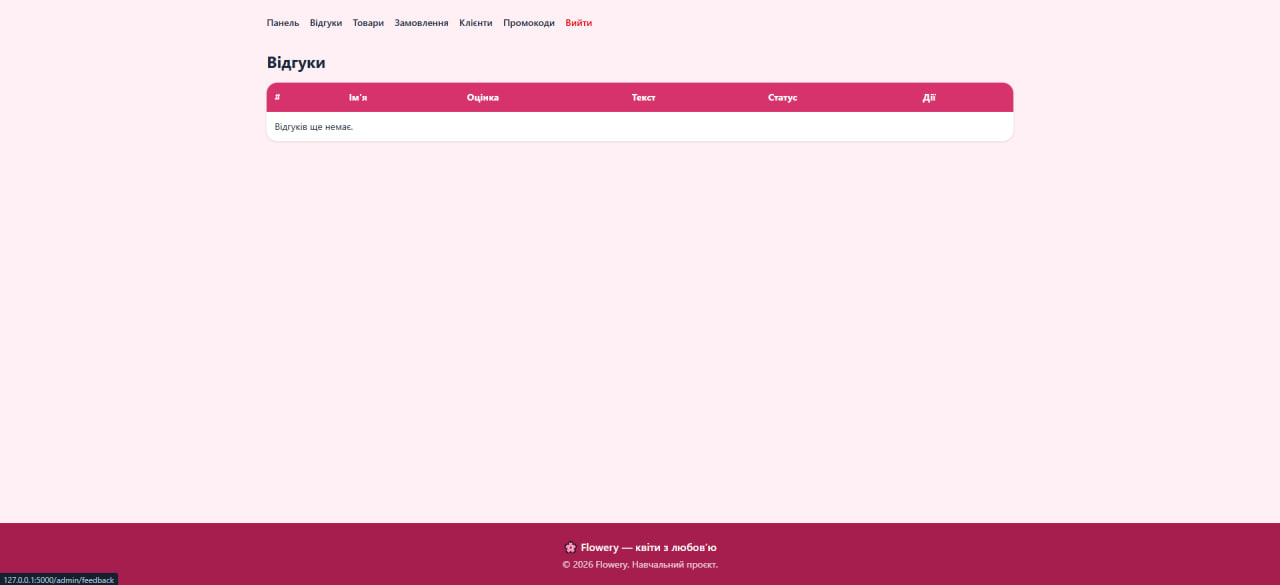 Панель Відгуки Товари Замовлення Клієнти Промокоди Вийти
Відгуки
# Ім'я Оцінка Текст Статус Дії
Відгуків ще немає.
🌸 Flowery — квіти з любов'ю
© 2026 Flowery. Навчальний проєкт.
127.0.0.1:5000/admin/feedback